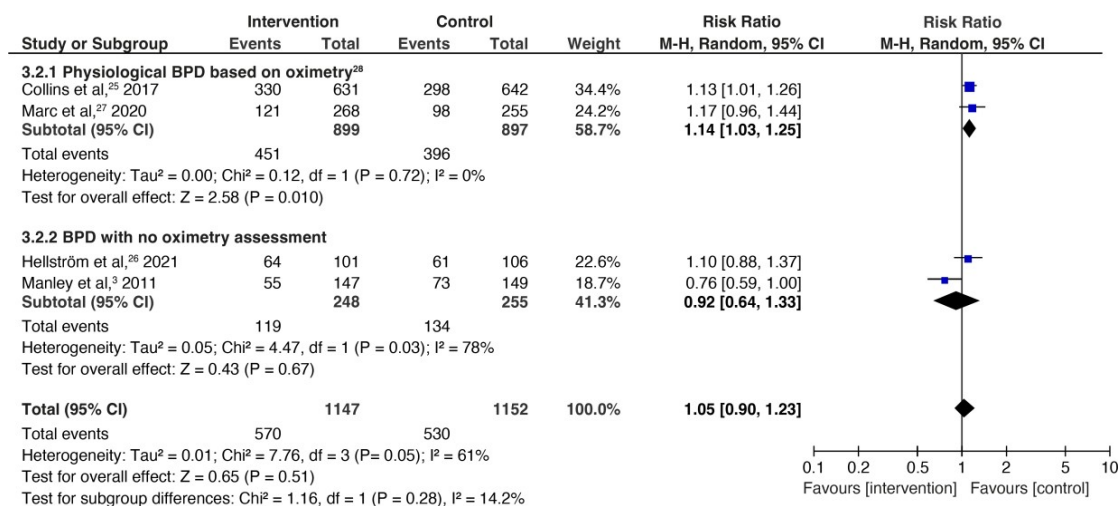 Intervention Control Risk Ratio Risk Ratio
Study or Subgroup Events Total Events Total Weight M-H, Random, 95% CI M-H, Random, 95% CI
3.2.1 Physiological BPD based on oximetry²⁸
Collins et al,²⁵ 2017 330 631 298 642 34.4% 1.13 [1.01, 1.26]
Marc et al,²⁷ 2020 121 268 98 255 24.2% 1.17 [0.96, 1.44]
Subtotal (95% CI) 899 897 58.7% 1.14 [1.03, 1.25]
Total events 451 396
Heterogeneity: Tau² = 0.00; Chi² = 0.12, df = 1 (P = 0.72); I² = 0%
Test for overall effect: Z = 2.58 (P = 0.010)
3.2.2 BPD with no oximetry assessment
Hellström et al,²⁶ 2021 64 101 61 106 22.6% 1.10 [0.88, 1.37]
Manley et al,³ 2011 55 147 73 149 18.7% 0.76 [0.59, 1.00]
Subtotal (95% CI) 248 255 41.3% 0.92 [0.64, 1.33]
Total events 119 134
Heterogeneity: Tau² = 0.05; Chi² = 4.47, df = 1 (P = 0.03); I² = 78%
Test for overall effect: Z = 0.43 (P = 0.67)
Total (95% CI) 1147 1152 100.0% 1.05 [0.90, 1.23]
Total events 570 530
Heterogeneity: Tau² = 0.01; Chi² = 7.76, df = 3 (P= 0.05); I² = 61%
Test for overall effect: Z = 0.65 (P = 0.51)
Test for subgroup differences: Chi² = 1.16, df = 1 (P = 0.28), I² = 14.2%
0.1 0.2 0.5 1 2 5 10
Favours [intervention] Favours [control]